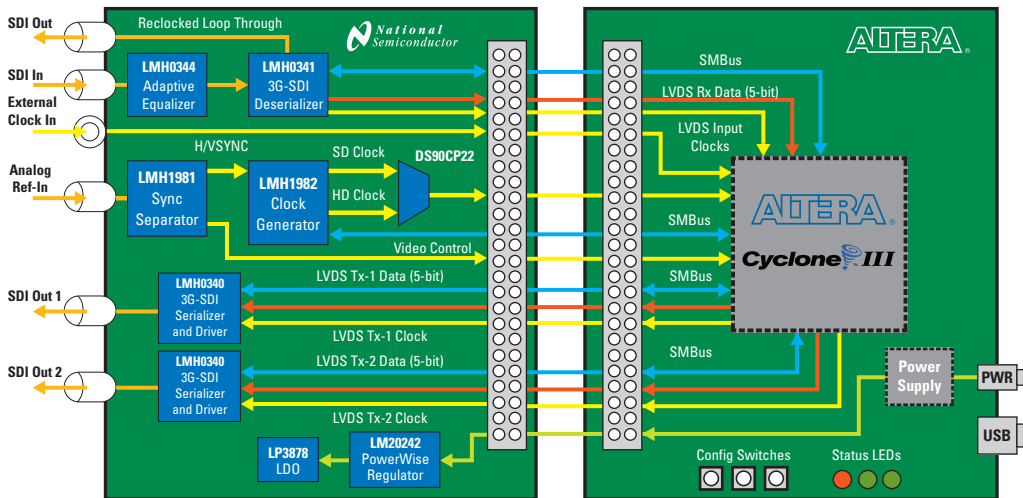 SDI Out
Reclocked Loop Through
National
Semiconductor
ALTERA®
SDI In
LMH0344
Adaptive
Equalizer
LMH0341
3G-SDI
Deserializer
SMBus
LVDS Rx Data (5-bit)
External
Clock In
LVDS Input
Clocks
H/VSYNC
SD Clock
DS90CP22
Analog
Ref-In
LMH1981
Sync
Separator
LMH1982
Clock
Generator
HD Clock
ALTERA®
Cyclone III
SMBus
Video Control
LVDS Tx-1 Data (5-bit)
SMBus
SDI Out 1
LMH0340
3G-SDI
Serializer
and Driver
LVDS Tx-1 Clock
LVDS Tx-2 Data (5-bit)
SMBus
SDI Out 2
LMH0340
3G-SDI
Serializer
and Driver
LVDS Tx-2 Clock
Power
Supply
PWR
USB
LP3878
LDO
LM20242
PowerWise
Regulator
Config Switches
Status LEDs